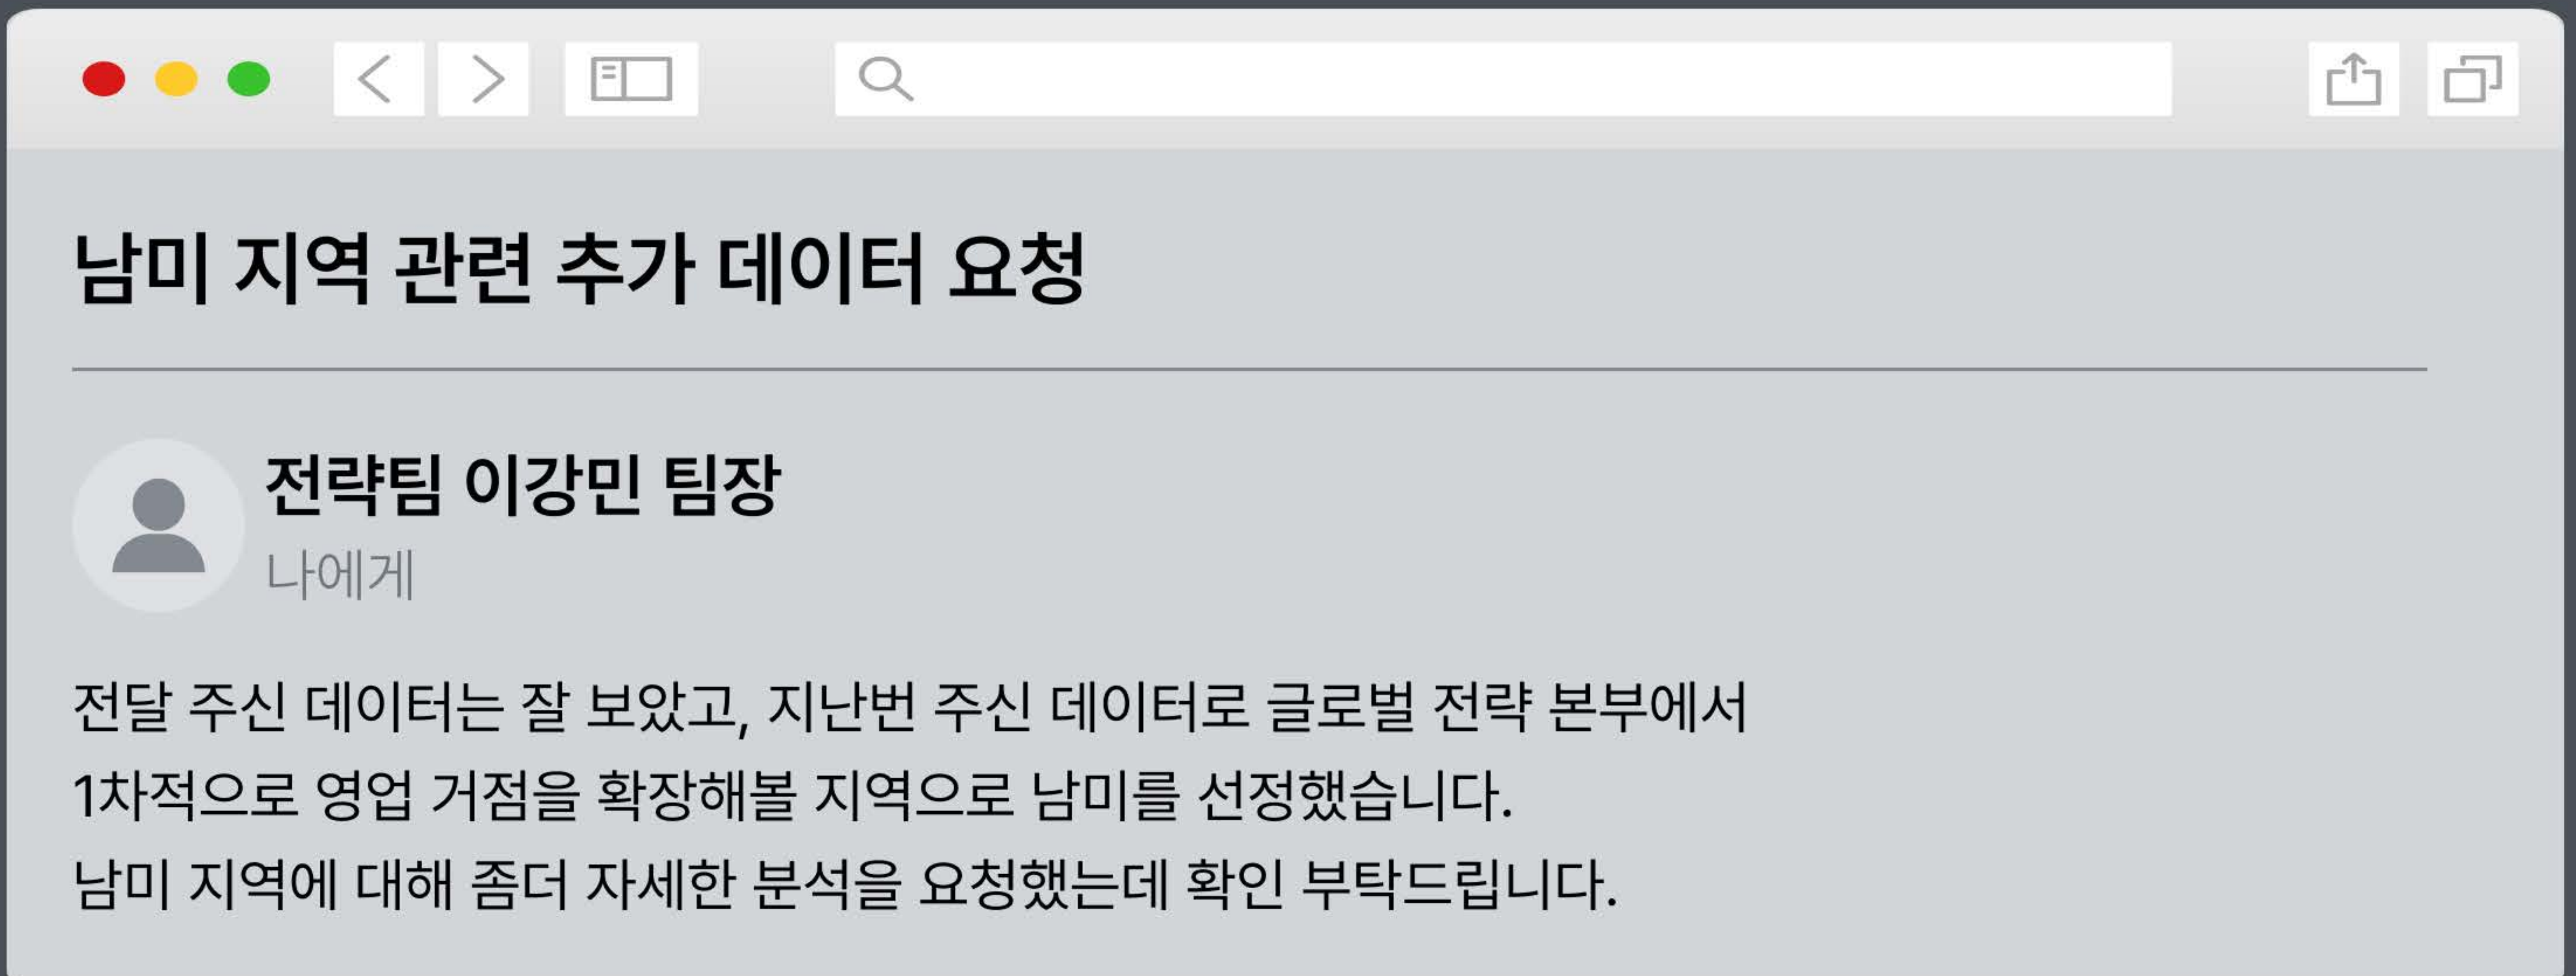 남미 지역 관련 추가 데이터 요청
전략팀 이강민 팀장
나에게
전달 주신 데이터는 잘 보았고, 지난번 주신 데이터로 글로벌 전략 본부에서
1차적으로 영업 거점을 확장해볼 지역으로 남미를 선정했습니다.
남미 지역에 대해 좀더 자세한 분석을 요청했는데 확인 부탁드립니다.